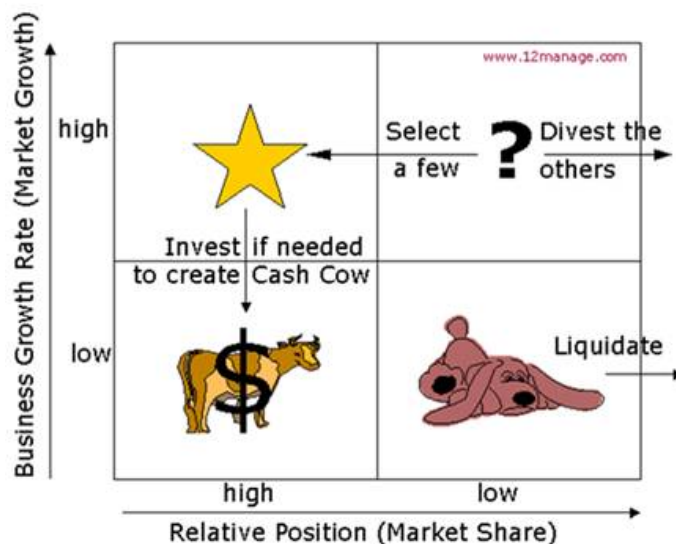 www.12manage.com
Business Growth Rate (Market Growth)
high
Select
a few
?
Divest the
others
Invest if needed
to create Cash Cow
low
$
Liquidate
high
low
Relative Position (Market Share)